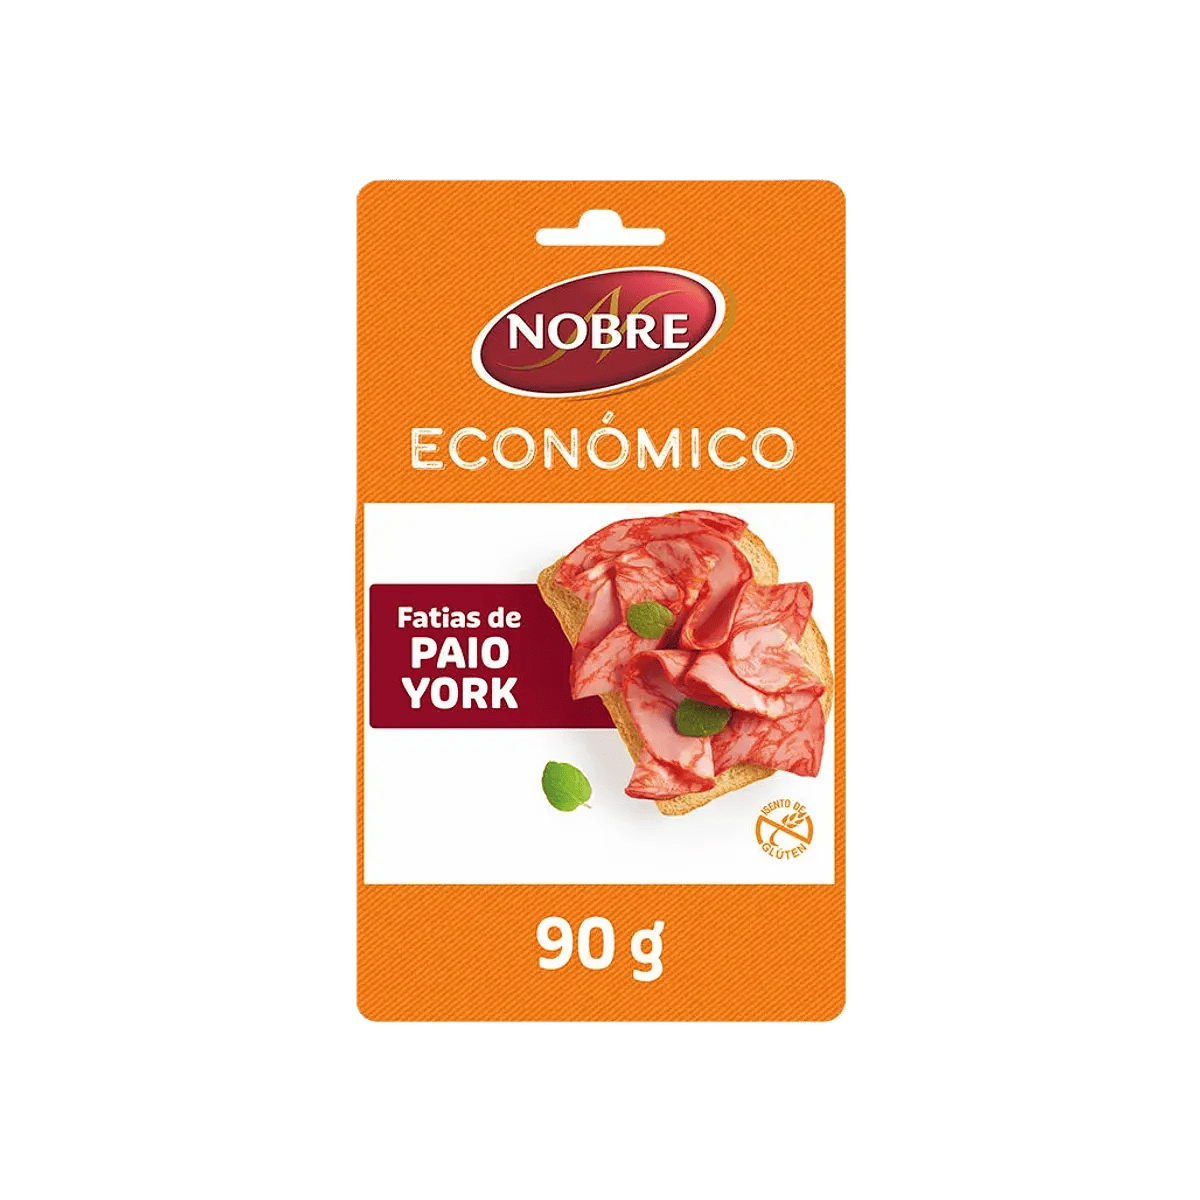 NOBRE
ECONÓMICO
Fatias de
PAIO
YORK
ISENTO DE
GLÚTEN
90 g